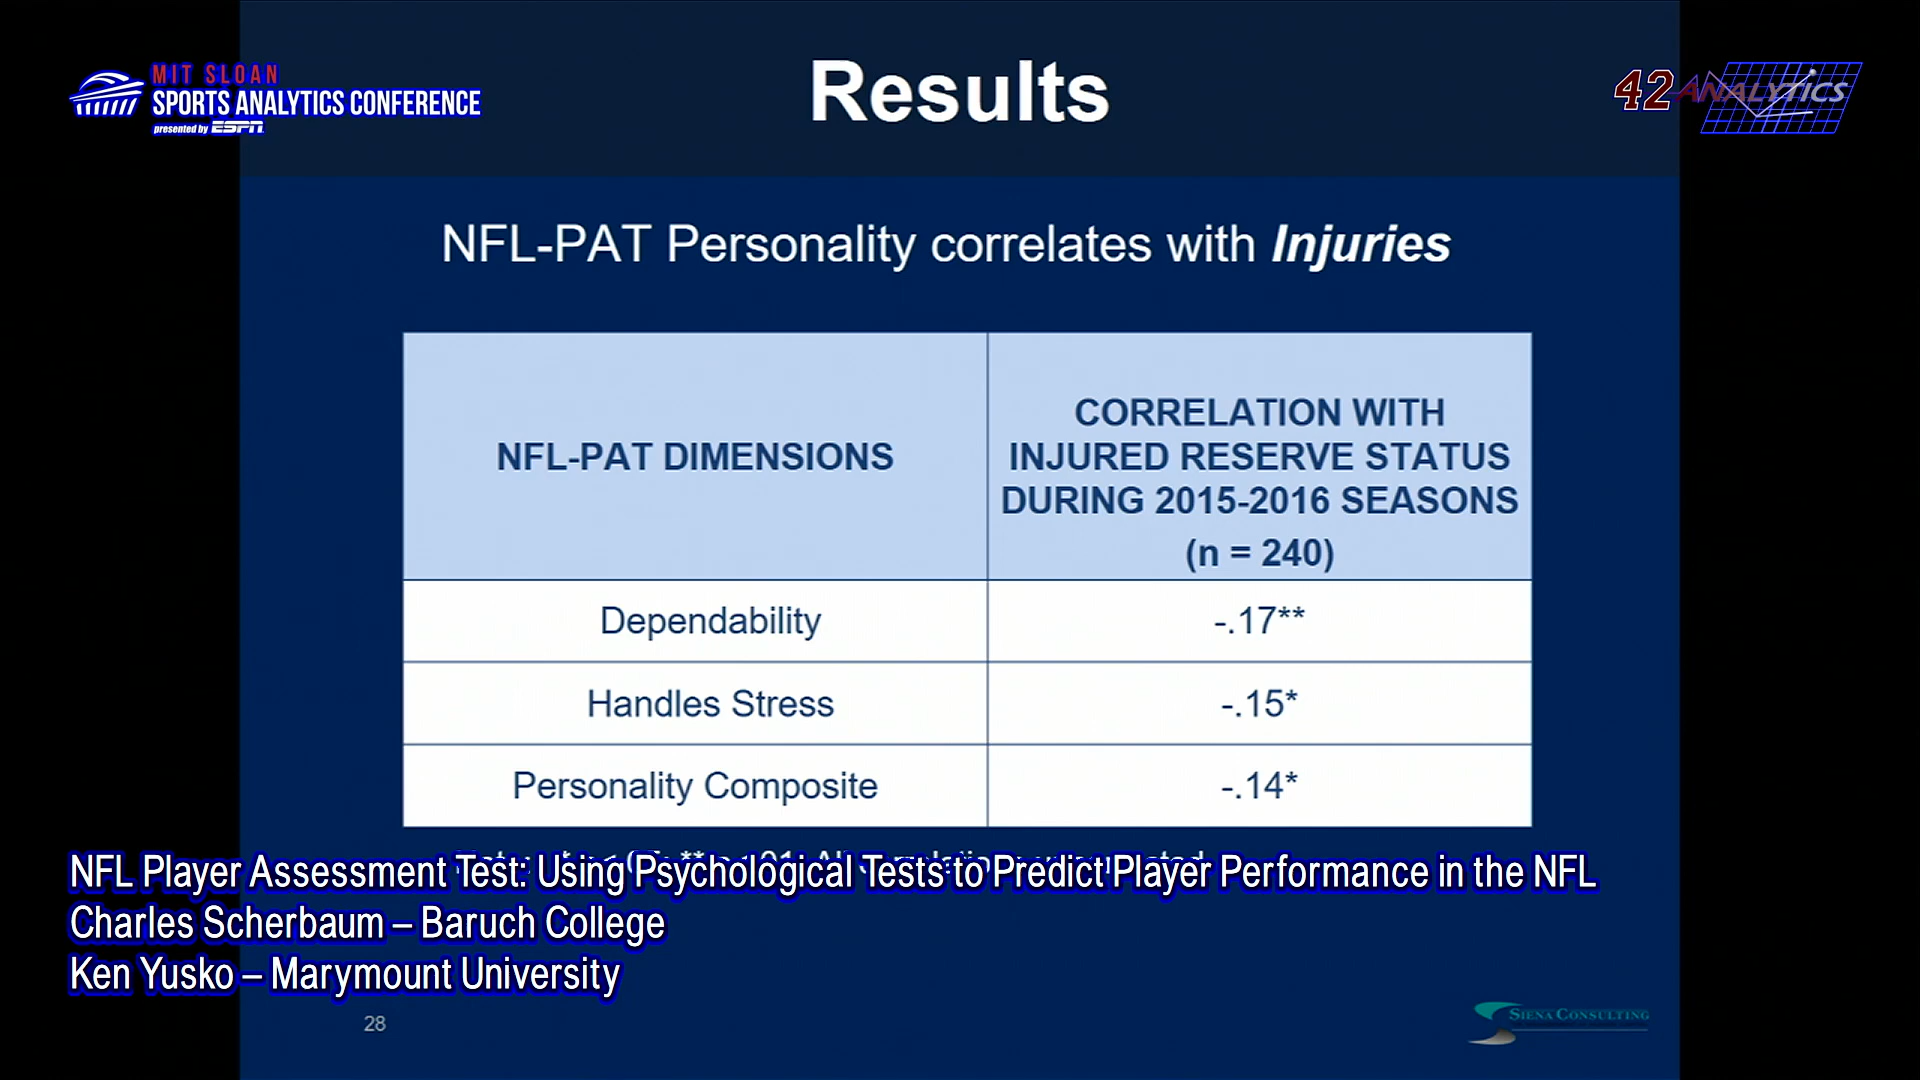 MIT SLOAN
SPORTS ANALYTICS CONFERENCE
presented by ESPN
Results
42 ANALYTICS
NFL-PAT Personality correlates with Injuries
NFL-PAT DIMENSIONS
CORRELATION WITH
INJURED RESERVE STATUS
DURING 2015-2016 SEASONS
(n = 240)
Dependability
-.17**
Handles Stress
-.15*
Personality Composite
-.14*
NFL Player Assessment Test: Using Psychological Tests to Predict Player Performance in the NFL
Charles Scherbaum – Baruch College
Ken Yusko – Marymount University
28
SIENA CONSULTING